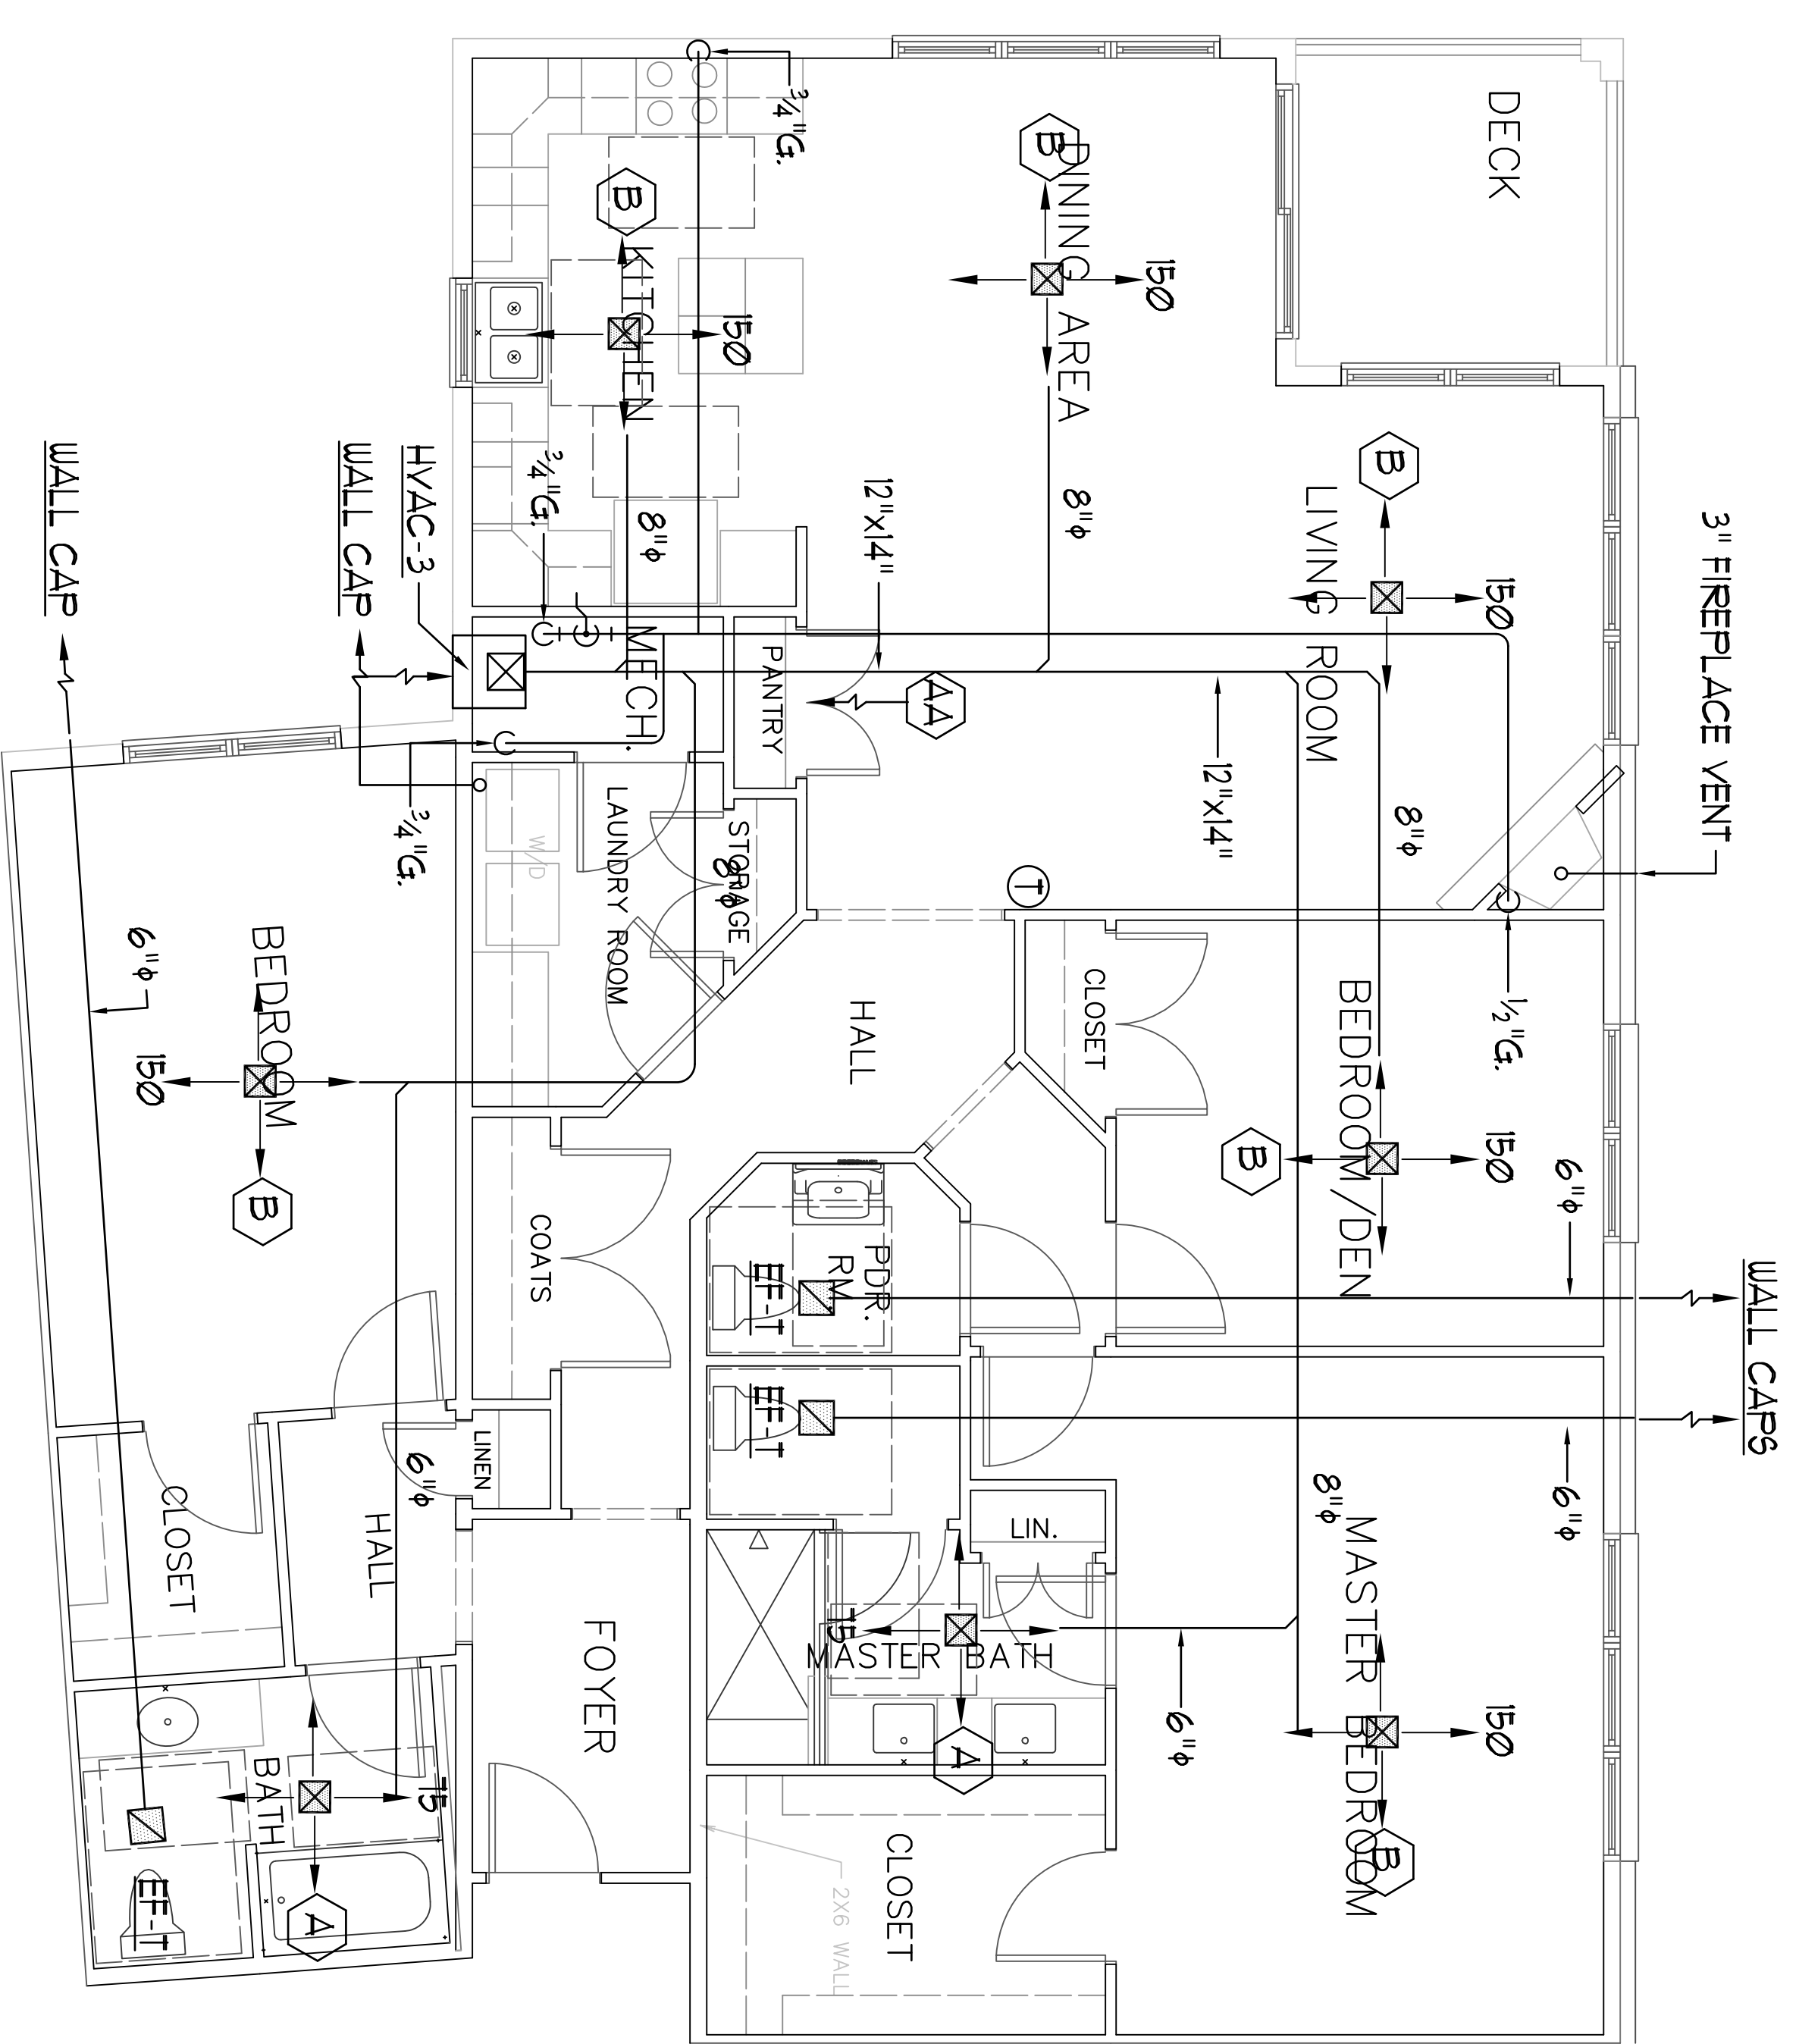 3" FIREPLACE VENT
WALL CAPS
DECK
LIVING ROOM
B
150
8"ø
½"G.
BEDROOM/DEN
B
150
6"ø
6"ø
8"ø
MASTER BEDROOM
150
B
DINING AREA
B
150
8"ø
12"x14"
12"x14"
T
CLOSET
HALL
LIN.
MASTER BATH
75
6"ø
A
CLOSET
2X6 WALL
¾"G.
KITCHEN
B
150
8"ø
¾"G.
MECH.
PANTRY
AA
STORAGE
8"ø
LAUNDRY ROOM
W/D
COATS
PDR.
RM.
EF-1
EF-1
LINEN
FOYER
HVAC-3
WALL CAP
WALL CAP
¾"G.
6"ø
BEDROOM
150
B
6"ø
HALL
CLOSET
BATH
75
A
EF-1